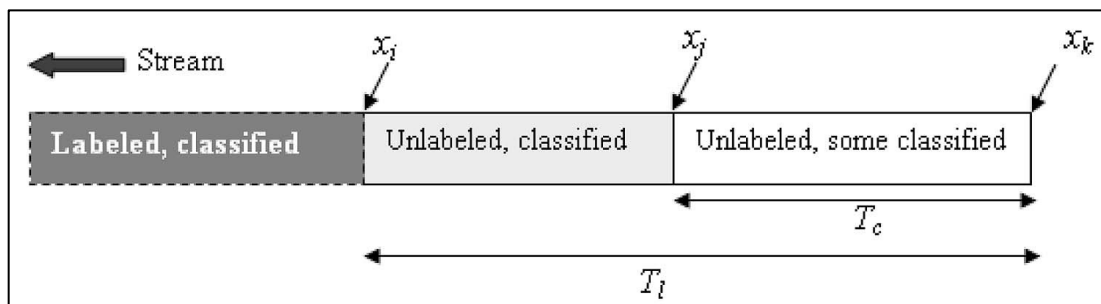 Stream
x_i
x_j
x_k
Labeled, classified
Unlabeled, classified
Unlabeled, some classified
T_c
T_l